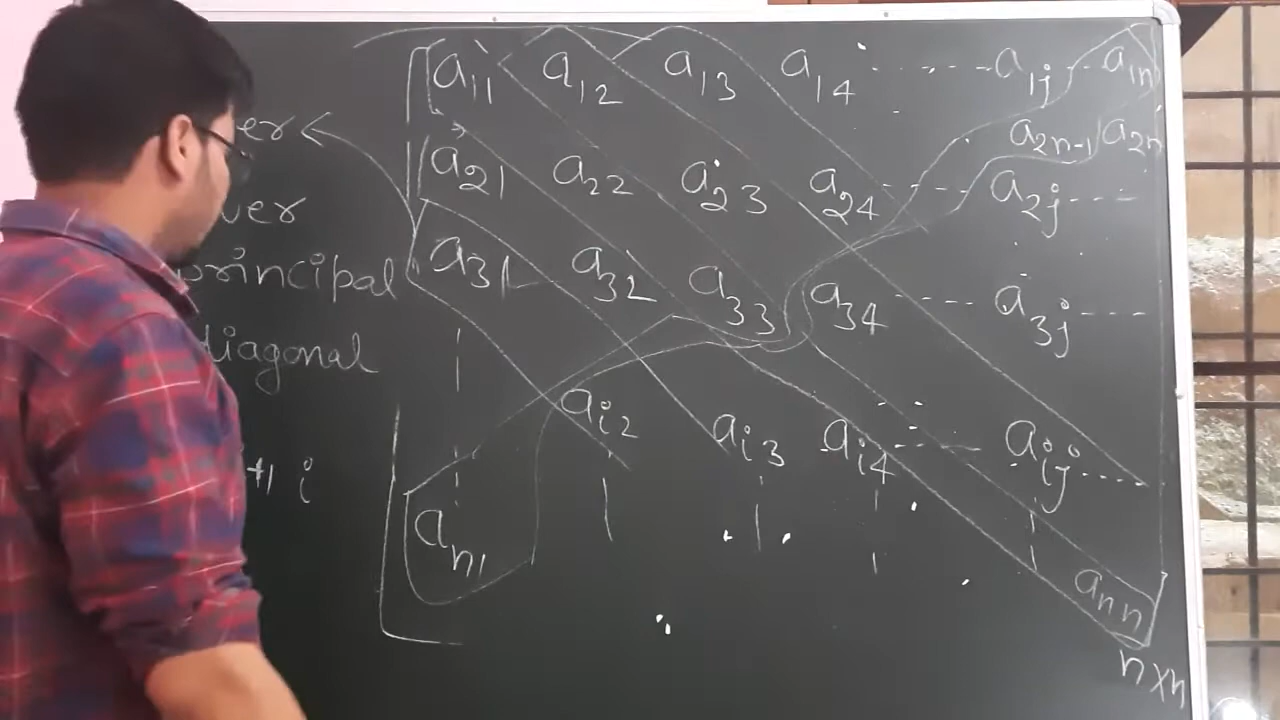 a11 a12 a13 a14 ------ a1j -- a1n
er← a2n-1 a2n
a21 a22 a23 a24 ----- a2j ---
ver
principal a31 a32 a33 a34 ---- a3j ----
diagonal
ai2 ai3 ai4 --- aij ----
+1 i
an1
ann
n×n